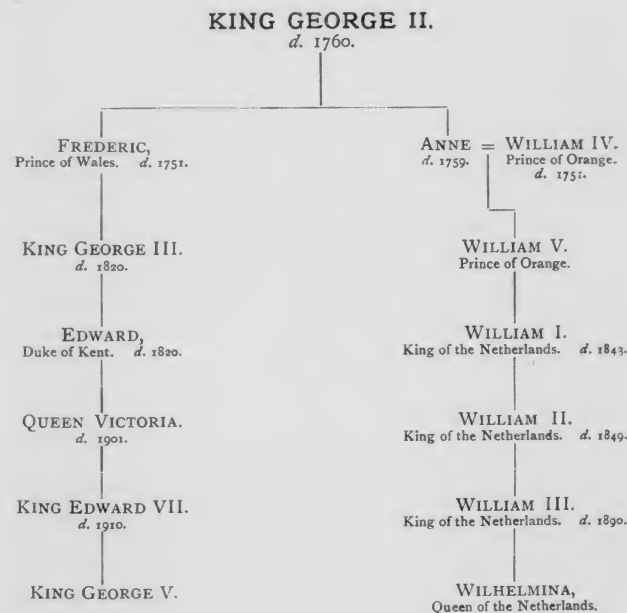 KING GEORGE II.
d. 1760.
FREDERIC,
Prince of Wales. d. 1751.
ANNE = WILLIAM IV.
d. 1759. Prince of Orange.
d. 1751.
KING GEORGE III.
d. 1820.
WILLIAM V.
Prince of Orange.
EDWARD,
Duke of Kent. d. 1820.
WILLIAM I.
King of the Netherlands. d. 1843.
QUEEN VICTORIA.
d. 1901.
WILLIAM II.
King of the Netherlands. d. 1849.
KING EDWARD VII.
d. 1910.
WILLIAM III.
King of the Netherlands. d. 1890.
KING GEORGE V.
WILHELMINA,
Queen of the Netherlands.